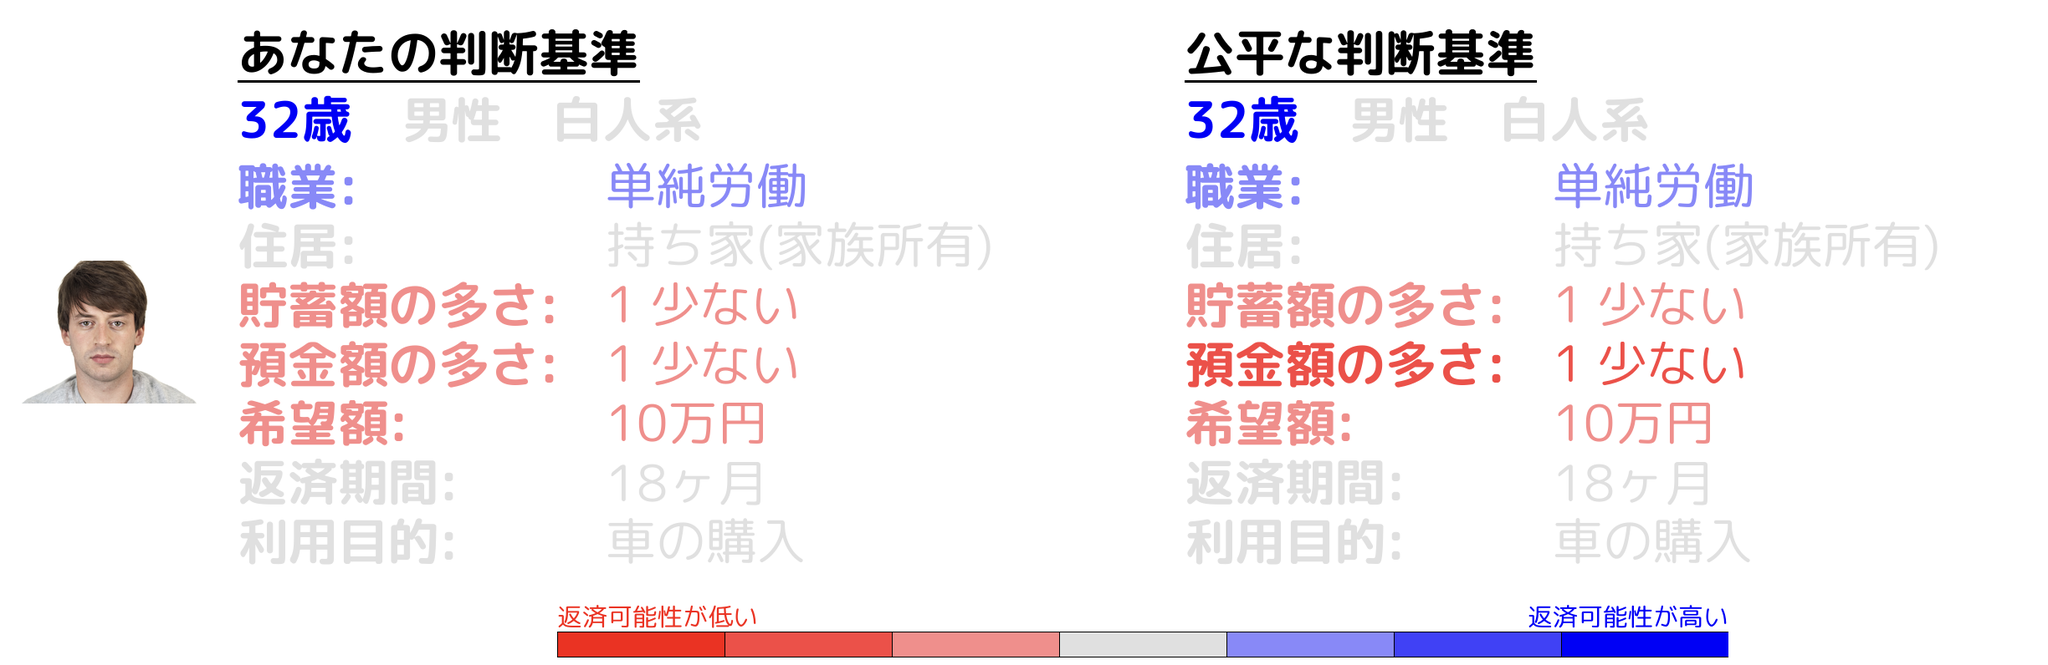 あなたの判断基準
32歳 男性 白人系
職業: 単純労働
住居: 持ち家(家族所有)
貯蓄額の多さ: 1 少ない
預金額の多さ: 1 少ない
希望額: 10万円
返済期間: 18ヶ月
利用目的: 車の購入
公平な判断基準
32歳 男性 白人系
職業: 単純労働
住居: 持ち家(家族所有)
貯蓄額の多さ: 1 少ない
預金額の多さ: 1 少ない
希望額: 10万円
返済期間: 18ヶ月
利用目的: 車の購入
返済可能性が低い
返済可能性が高い